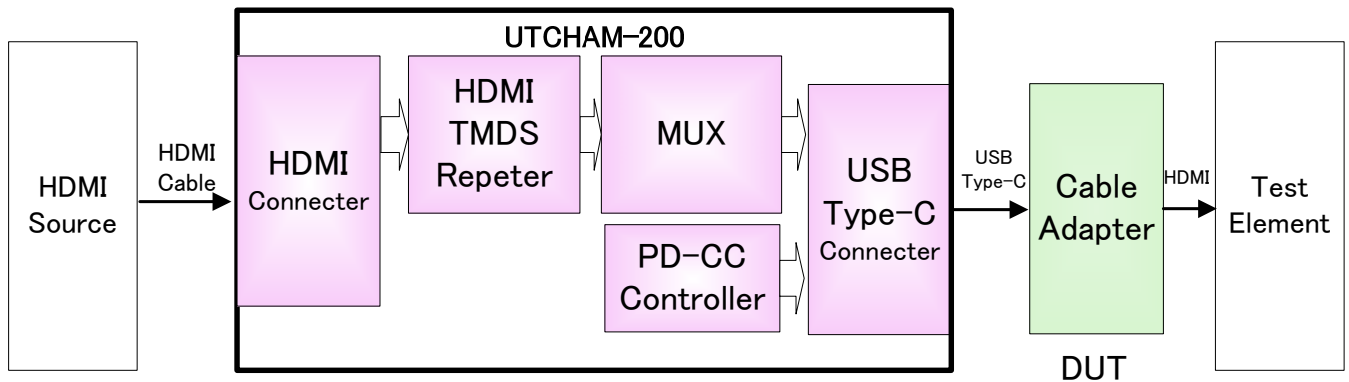 UTCHAM-200
HDMI
Source
HDMI
Cable
HDMI
Connecter
HDMI
TMDS
Repeter
MUX
PD-CC
Controller
USB
Type-C
Connecter
USB
Type-C
Cable
Adapter
DUT
HDMI
Test
Element